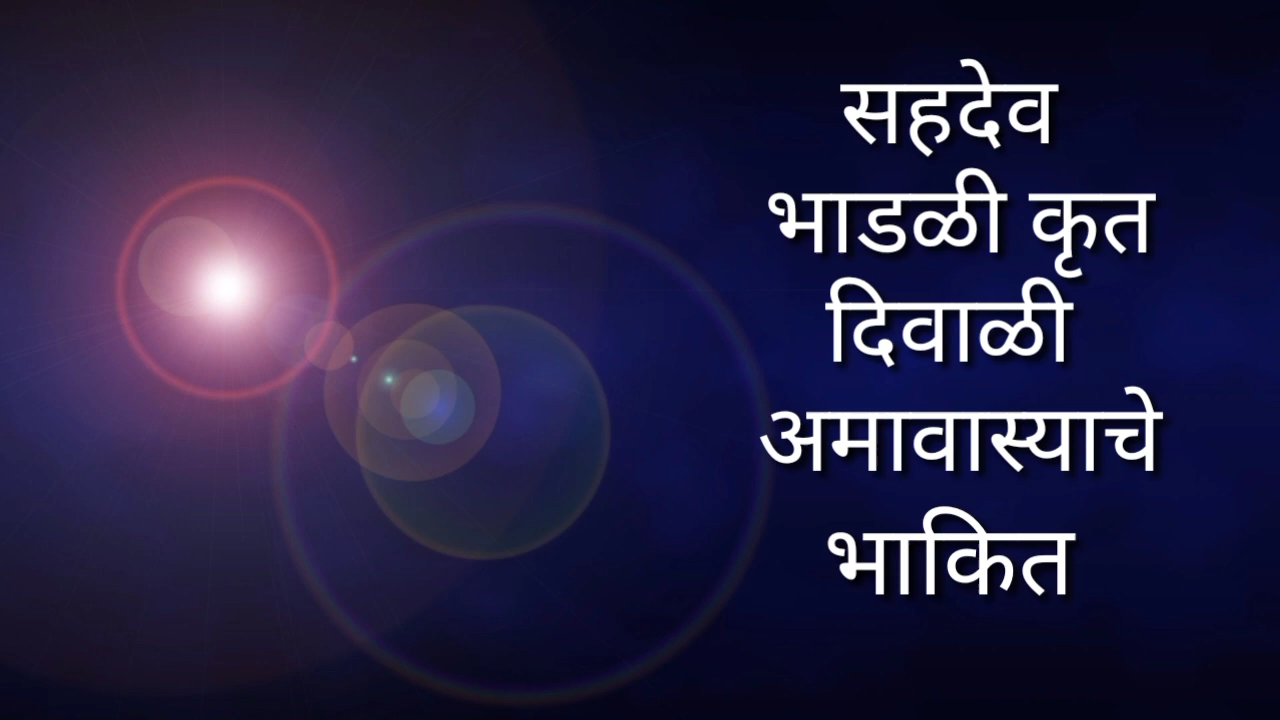 सहदेव
भाडळी कृत
दिवाळी
अमावास्याचे
भाकित